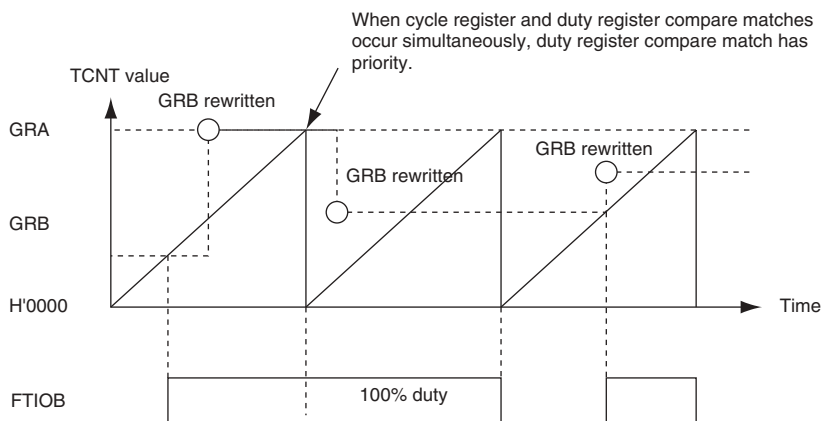 When cycle register and duty register compare matches
occur simultaneously, duty register compare match has
priority.
TCNT value
GRB rewritten
GRA
GRB rewritten
GRB rewritten
GRB
H'0000
Time
FTIOB
100% duty